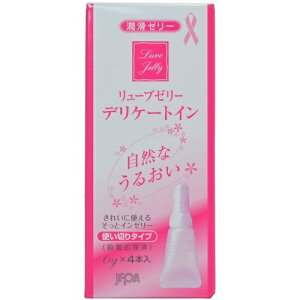 潤滑ゼリー
Luve
Jelly
リューブゼリー
デリケートイン
自然な
うるおい
きれいに使える
そっとインゼリー
使い切りタイプ
(殺菌処理済)
6g×4本入